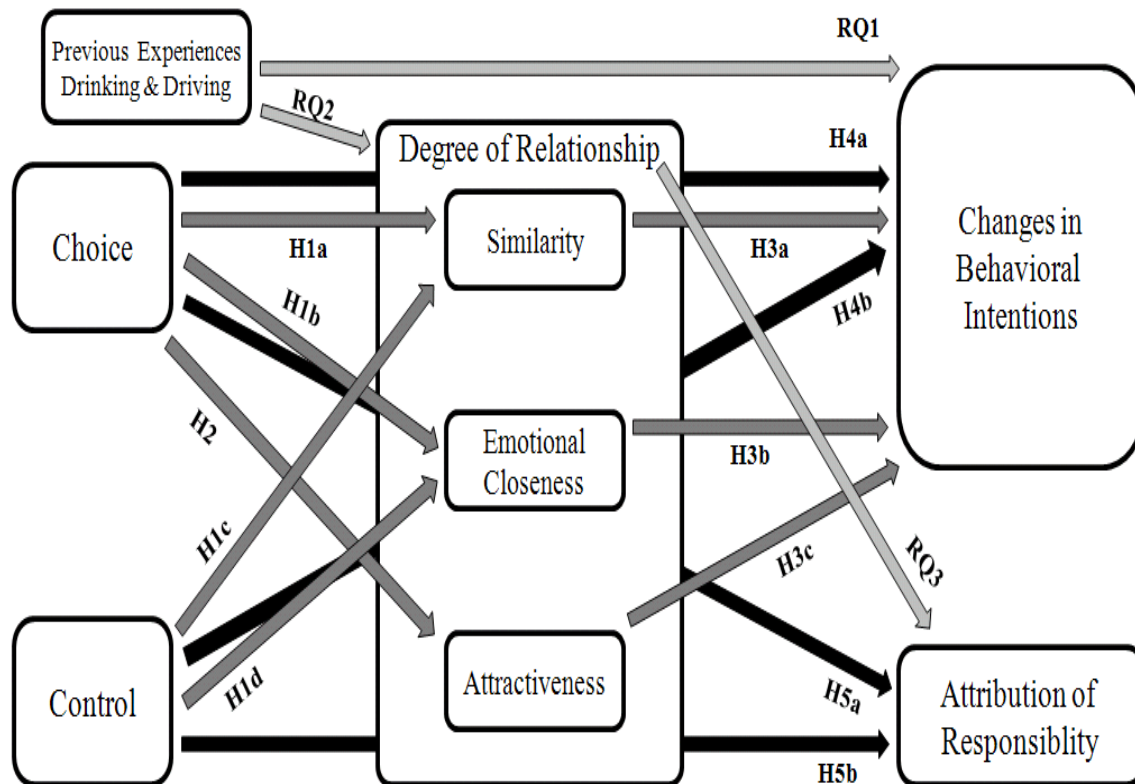 RQ1
Previous Experiences
Drinking & Driving
RQ2
Degree of Relationship
H4a
Choice
H1a
Similarity
H3a
Changes in
Behavioral
Intentions
H1b
H4b
H2
Emotional
Closeness
H3b
H1c
H3c
RQ3
Control
H1d
Attractiveness
H5a
Attribution of
Responsiblity
H5b